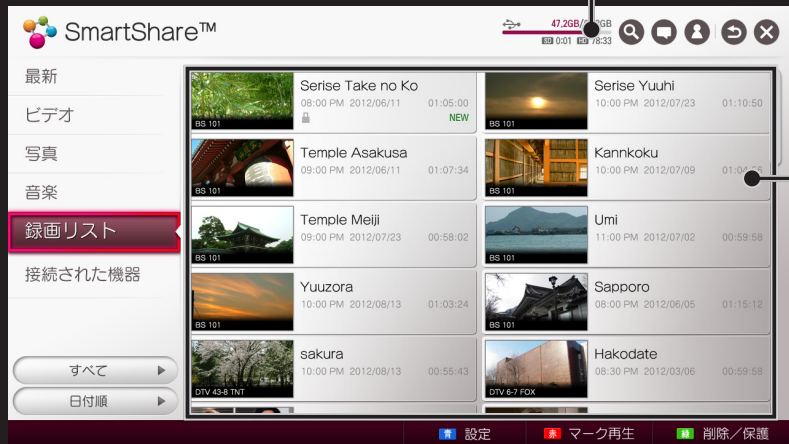 SmartShare™
47,2GB/
SD 0:01 HD 78:33
最新
ビデオ
写真
音楽
録画リスト
接続された機器
すべて
日付順
Serise Take no Ko
08:00 PM 2012/06/11 01:05:00
NEW
BS 101
Serise Yuuhi
10:00 PM 2012/07/23 01:10:50
BS 101
Temple Asakusa
09:00 PM 2012/06/11 01:07:34
BS 101
Kannkoku
10:00 PM 2012/07/09
BS 101
Temple Meiji
09:00 PM 2012/07/23 00:58:02
BS 101
Umi
11:00 PM 2012/07/02 00:59:58
BS 101
Yuuzora
10:00 PM 2012/08/13 01:03:24
BS 101
Sapporo
08:00 PM 2012/06/05 01:15:12
BS 101
sakura
10:00 PM 2012/08/13 00:55:43
DTV 43-8 TNT
Hakodate
08:30 PM 2012/03/06 00:59:58
DTV 6-7 FOX
青 設定
赤 マーク再生
緑 削除／保護